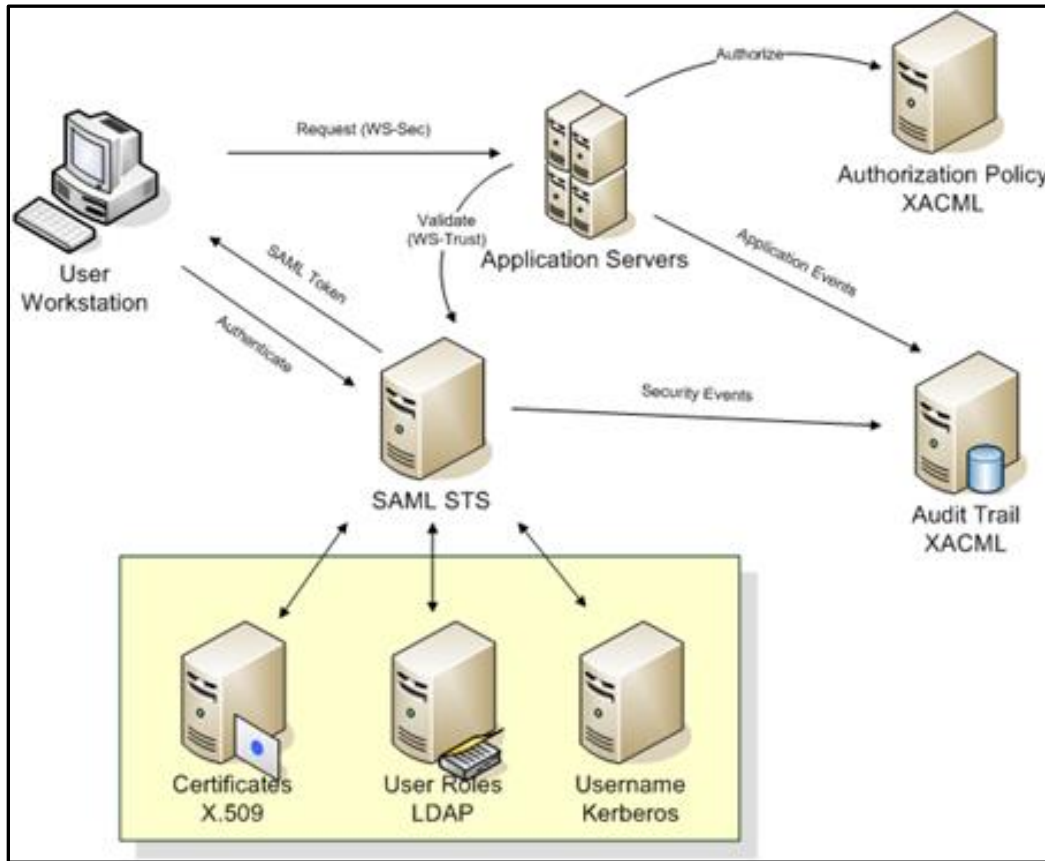 Authorize
Request (WS-Sec)
Authorization Policy
XACML
Validate
(WS-Trust)
Application Servers
User
Workstation
SAML Token
Application Events
Authenticate
Security Events
SAML STS
Audit Trail
XACML
Certificates
X.509
User Roles
LDAP
Username
Kerberos